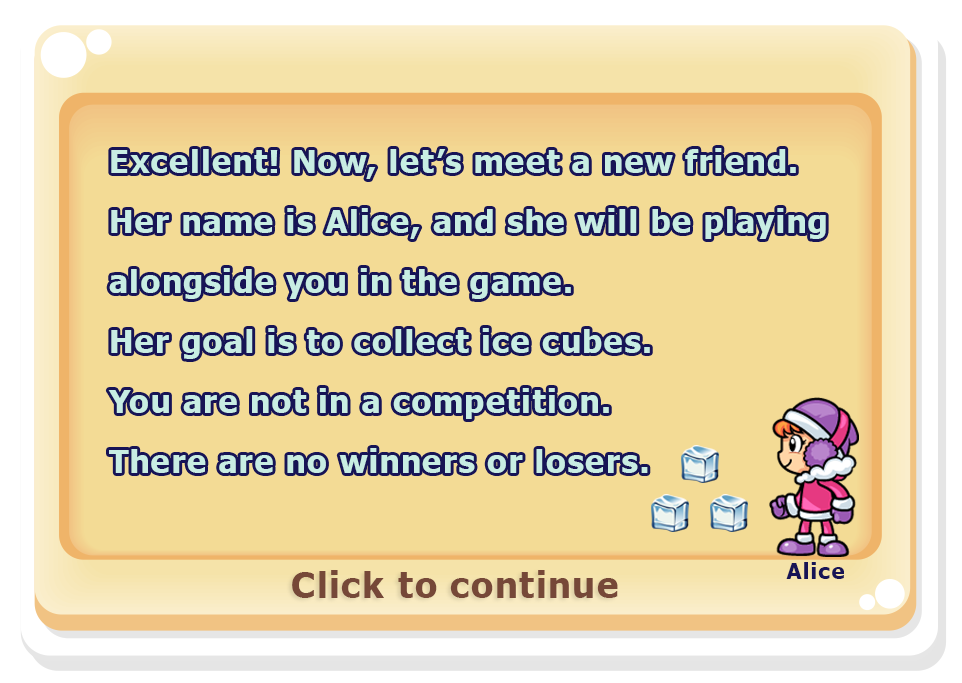 Excellent! Now, let’s meet a new friend.
Her name is Alice, and she will be playing
alongside you in the game.
Her goal is to collect ice cubes.
You are not in a competition.
There are no winners or losers.
Alice
Click to continue